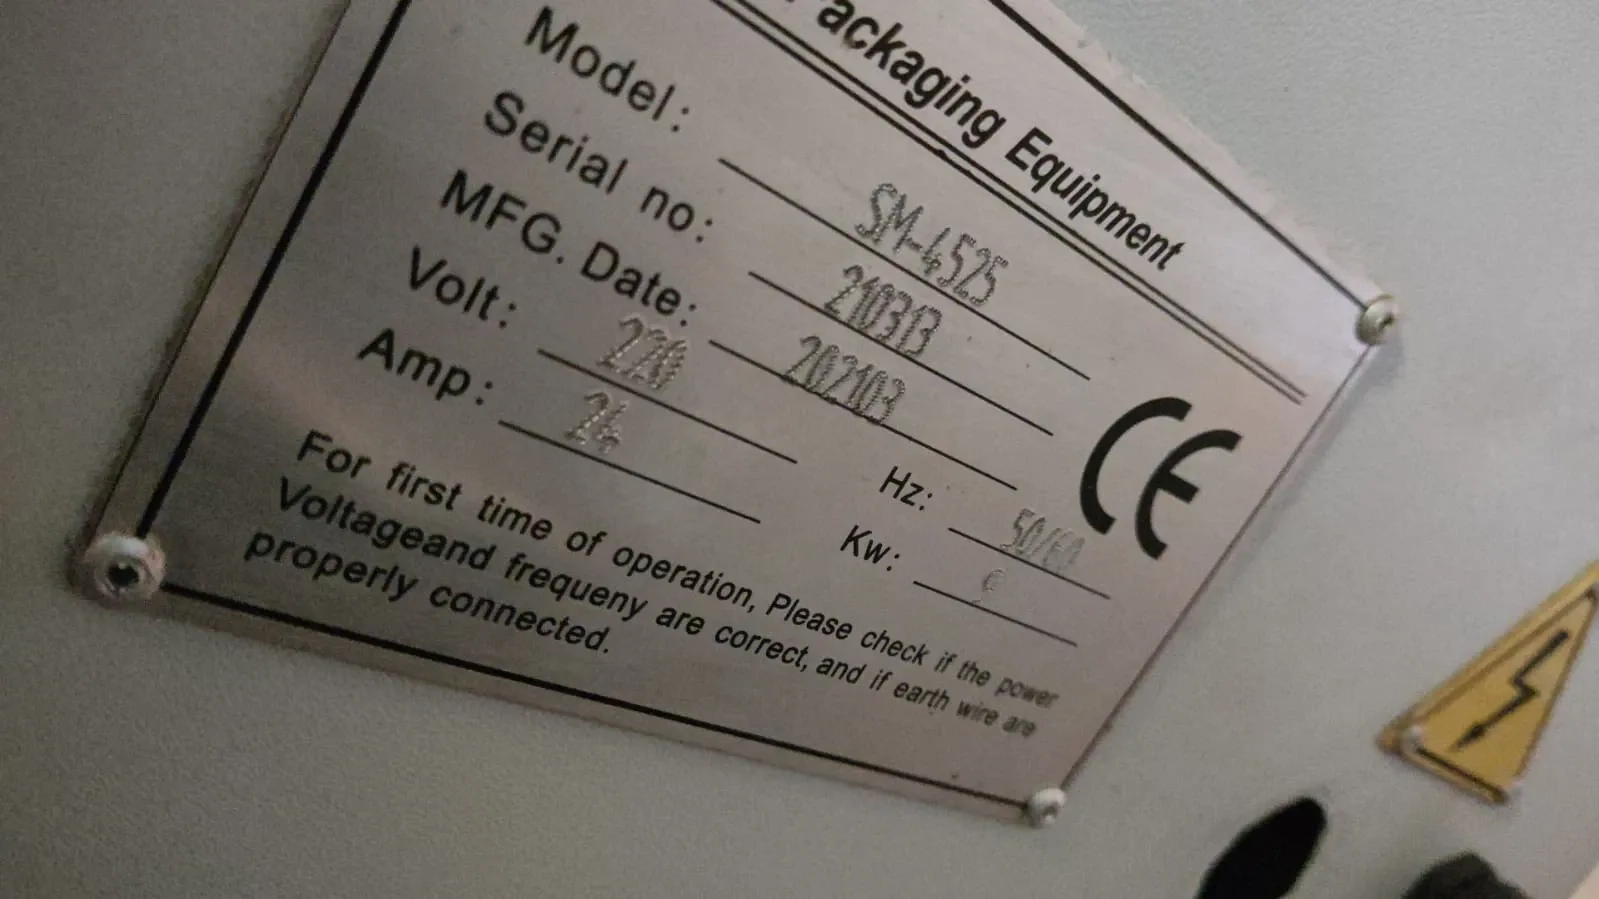 Packaging Equipment
Model: SM-4525
Serial no: 210313
MFG. Date: 202103
Volt: 220 Hz: 50/60
Amp: 24 Kw: 9
CE
For first time of operation, Please check if the power
Voltageand frequeny are correct, and if earth wire are
properly connected.